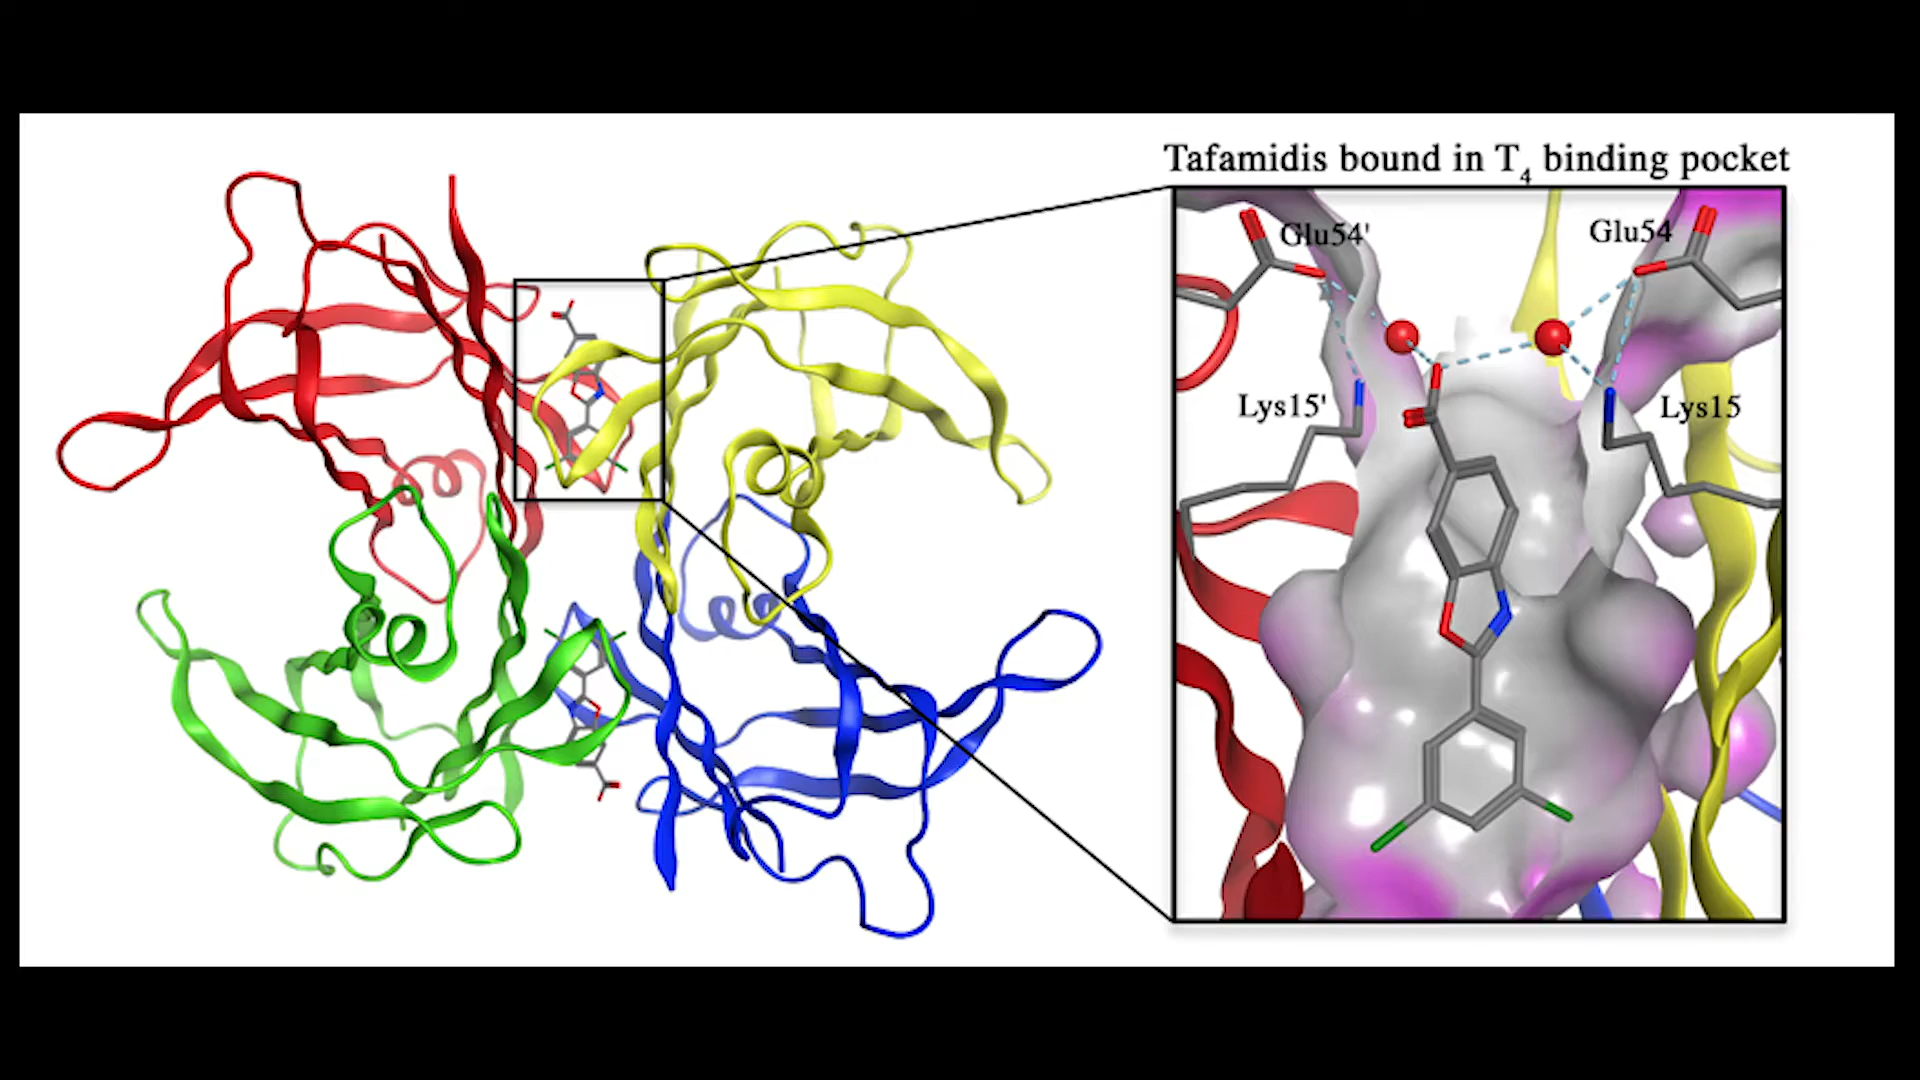 Tafamidis bound in T₄ binding pocket
Glu54' Glu54
Lys15' Lys15